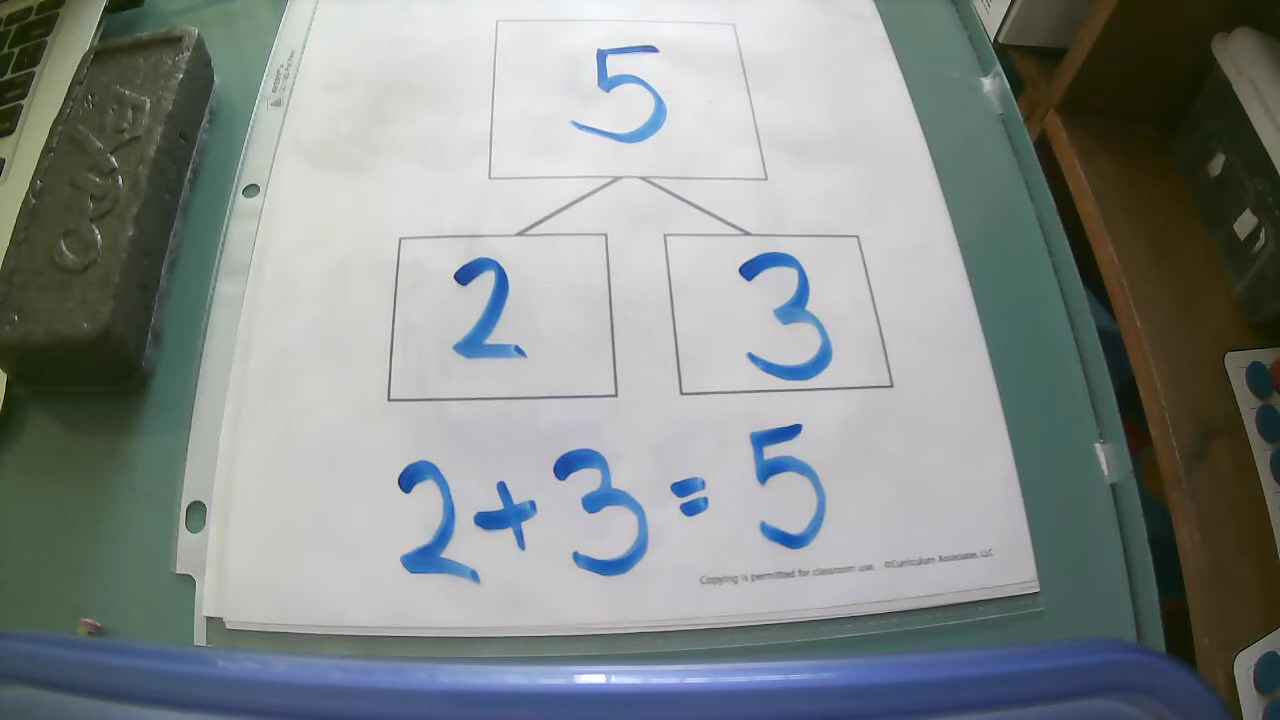 5
2 3
2+3=5
Copying is permitted for classroom use. ©Curriculum Associates, LLC